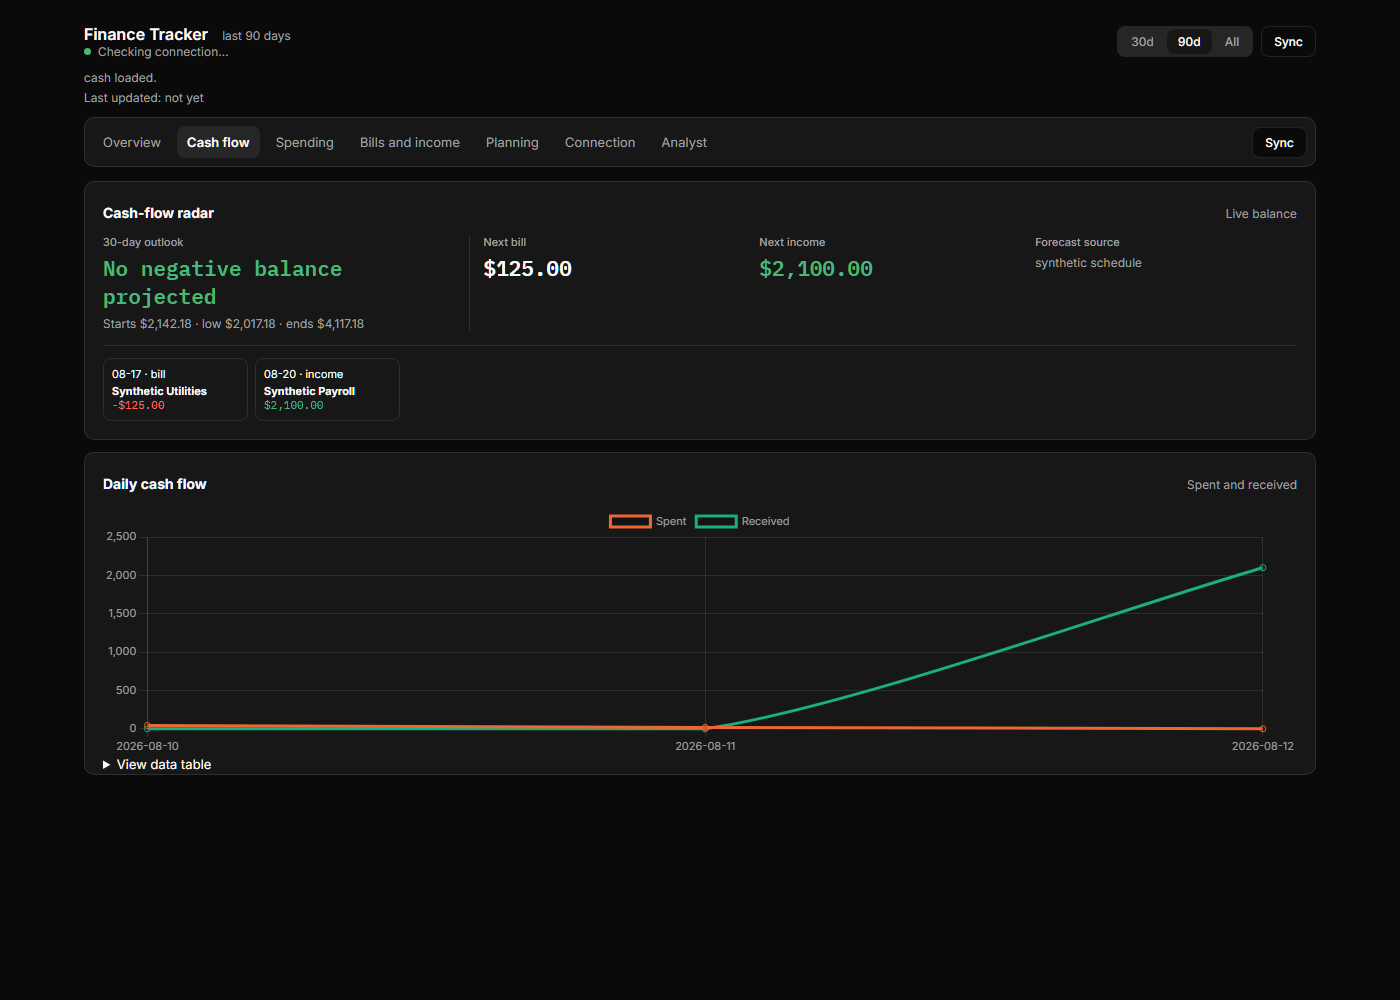 Finance Tracker last 90 days
Checking connection...
30d 90d All Sync
cash loaded.
Last updated: not yet
Overview Cash flow Spending Bills and income Planning Connection Analyst Sync
Cash-flow radar Live balance
30-day outlook
No negative balance
projected
Starts $2,142.18 · low $2,017.18 · ends $4,117.18
Next bill
$125.00
Next income
$2,100.00
Forecast source
synthetic schedule
08-17 · bill
Synthetic Utilities
-$125.00
08-20 · income
Synthetic Payroll
$2,100.00
Daily cash flow Spent and received
Spent Received
2,500
2,000
1,500
1,000
500
0
2026-08-10 2026-08-11 2026-08-12
View data table